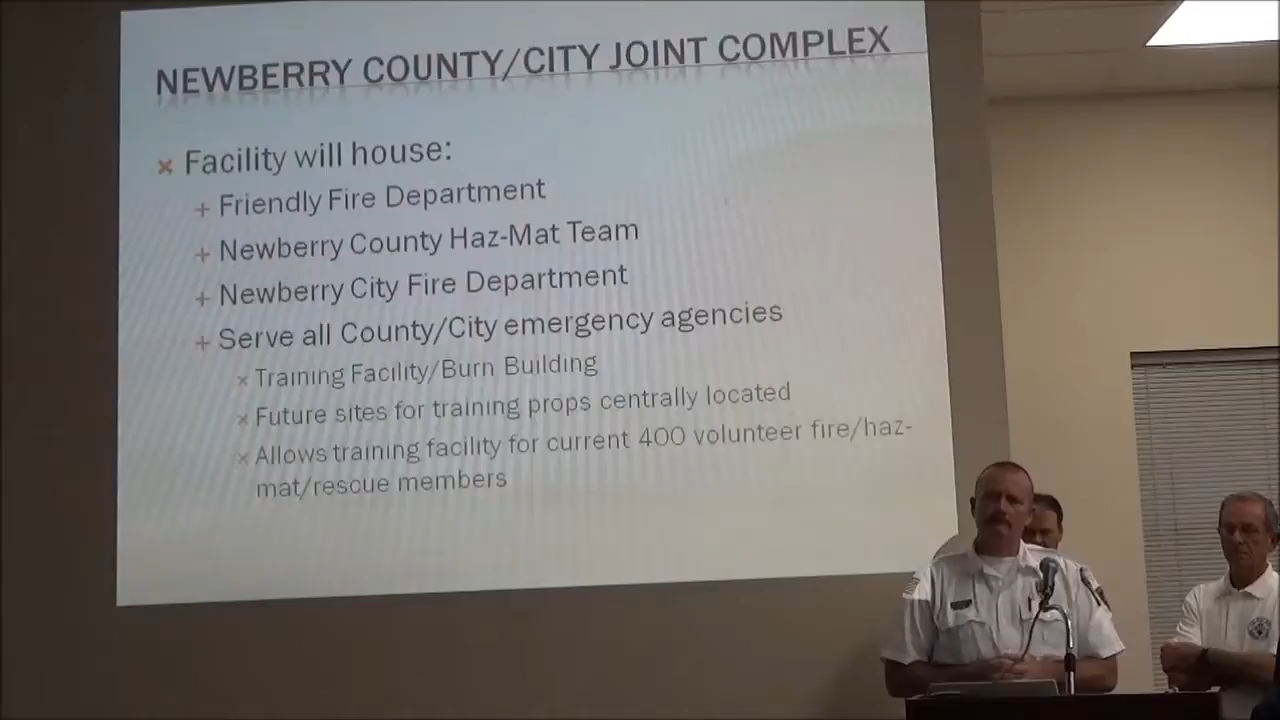 NEWBERRY COUNTY/CITY JOINT COMPLEX
Facility will house:
Friendly Fire Department
Newberry County Haz-Mat Team
Newberry City Fire Department
Serve all County/City emergency agencies
Training Facility/Burn Building
Future sites for training props centrally located
Allows training facility for current 400 volunteer fire/haz-
mat/rescue members